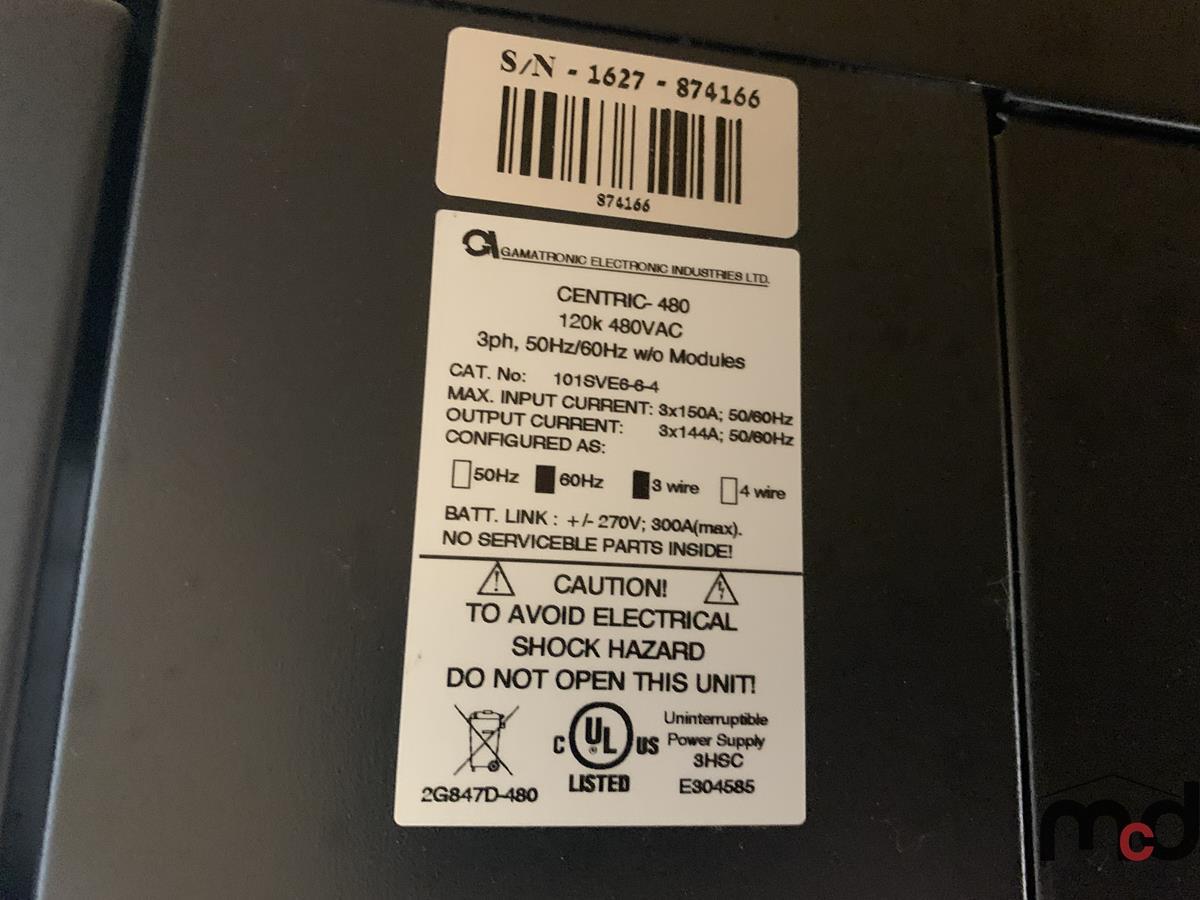 S/N - 1627 - 874166
874166
GAMATRONIC ELECTRONIC INDUSTRIES LTD.
CENTRIC- 480
120k 480VAC
3ph, 50Hz/60Hz w/o Modules
CAT. No: 101SVE6-6-4
MAX. INPUT CURRENT: 3x150A; 50/60Hz
OUTPUT CURRENT: 3x144A; 50/60Hz
CONFIGURED AS:
50Hz 60Hz 3 wire 4 wire
BATT. LINK : +/- 270V; 300A(max).
NO SERVICEBLE PARTS INSIDE!
CAUTION!
TO AVOID ELECTRICAL
SHOCK HAZARD
DO NOT OPEN THIS UNIT!
2G847D-480
C UL US
LISTED
Uninterruptible
Power Supply
3HSC
E304585
mcd